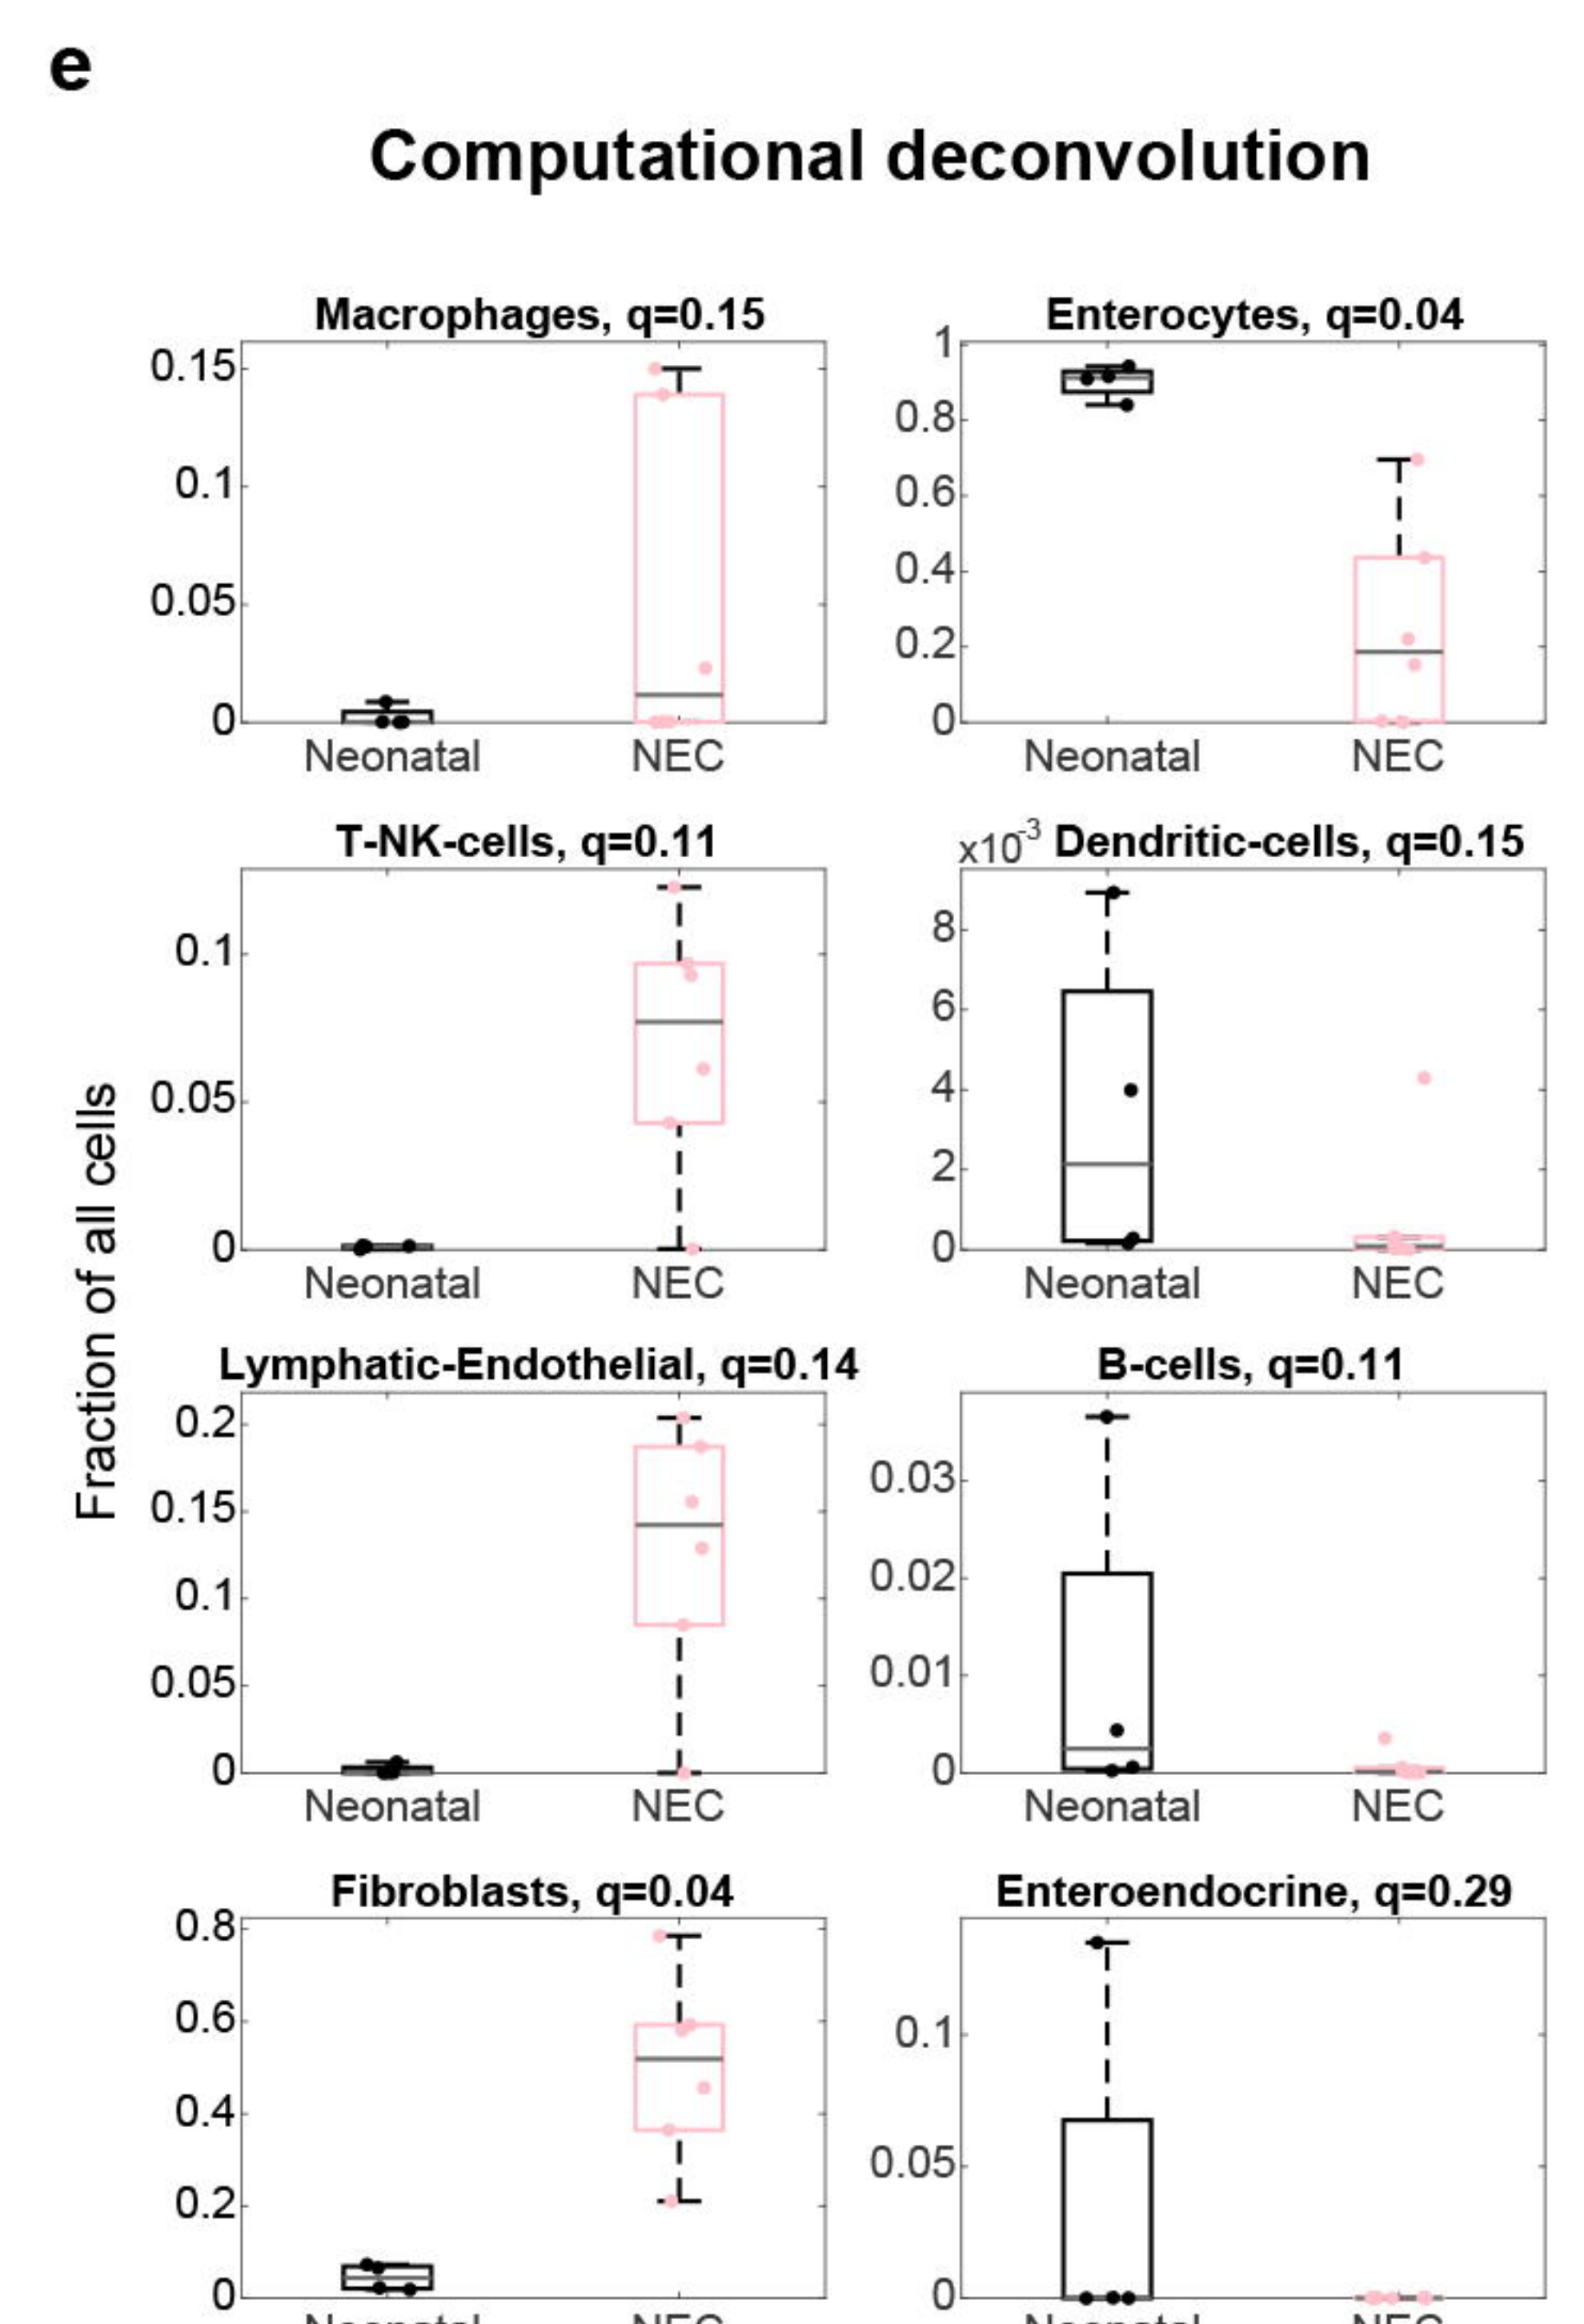 e
Computational deconvolution
Fraction of all cells
Macrophages, q=0.15
0.15
0.1
0.05
0
Neonatal NEC
Enterocytes, q=0.04
1
0.8
0.6
0.4
0.2
0
Neonatal NEC
T-NK-cells, q=0.11
0.1
0.05
0
Neonatal NEC
x10-3 Dendritic-cells, q=0.15
8
6
4
2
0
Neonatal NEC
Lymphatic-Endothelial, q=0.14
0.2
0.15
0.1
0.05
0
Neonatal NEC
B-cells, q=0.11
0.03
0.02
0.01
0
Neonatal NEC
Fibroblasts, q=0.04
0.8
0.6
0.4
0.2
0
Enteroendocrine, q=0.29
0.1
0.05
0